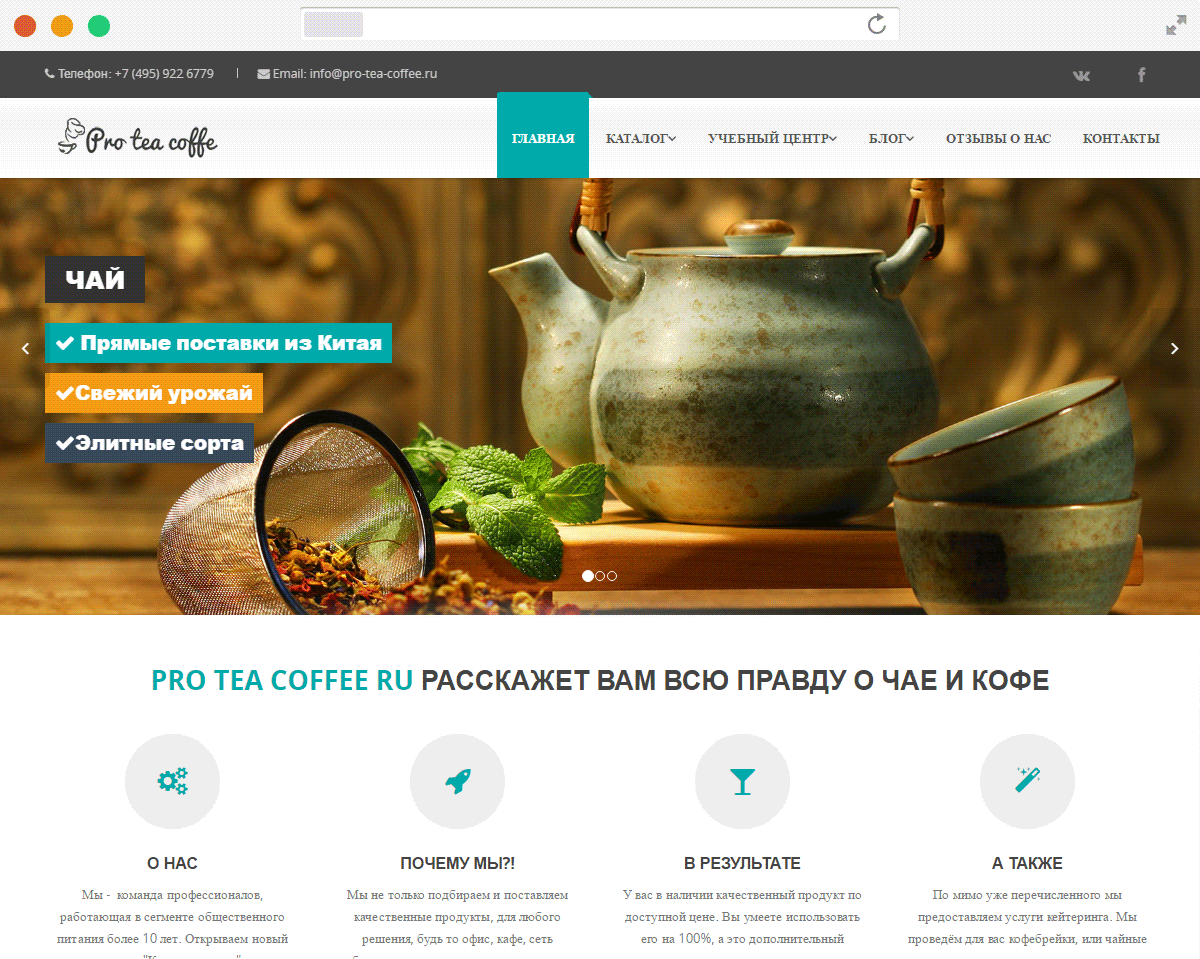 Телефон: +7 (495) 922 6779 | Email: info@pro-tea-coffee.ru
Pro tea coffe
ГЛАВНАЯ КАТАЛОГ УЧЕБНЫЙ ЦЕНТР БЛОГ ОТЗЫВЫ О НАС КОНТАКТЫ
ЧАЙ
Прямые поставки из Китая
Свежий урожай
Элитные сорта
PRO TEA COFFEE RU РАССКАЖЕТ ВАМ ВСЮ ПРАВДУ О ЧАЕ И КОФЕ
О НАС
Мы - команда профессионалов,
работающая в сегменте общественного
питания более 10 лет. Открываем новый
ПОЧЕМУ МЫ?!
Мы не только подбираем и поставляем
качественные продукты, для любого
решения, будь то офис, кафе, сеть
В РЕЗУЛЬТАТЕ
У вас в наличии качественный продукт по
доступной цене. Вы умеете использовать
его на 100%, а это дополнительный
А ТАКЖЕ
По мимо уже перечисленного мы
предоставляем услуги кейтеринга. Мы
проведём для вас кофебрейки, или чайные